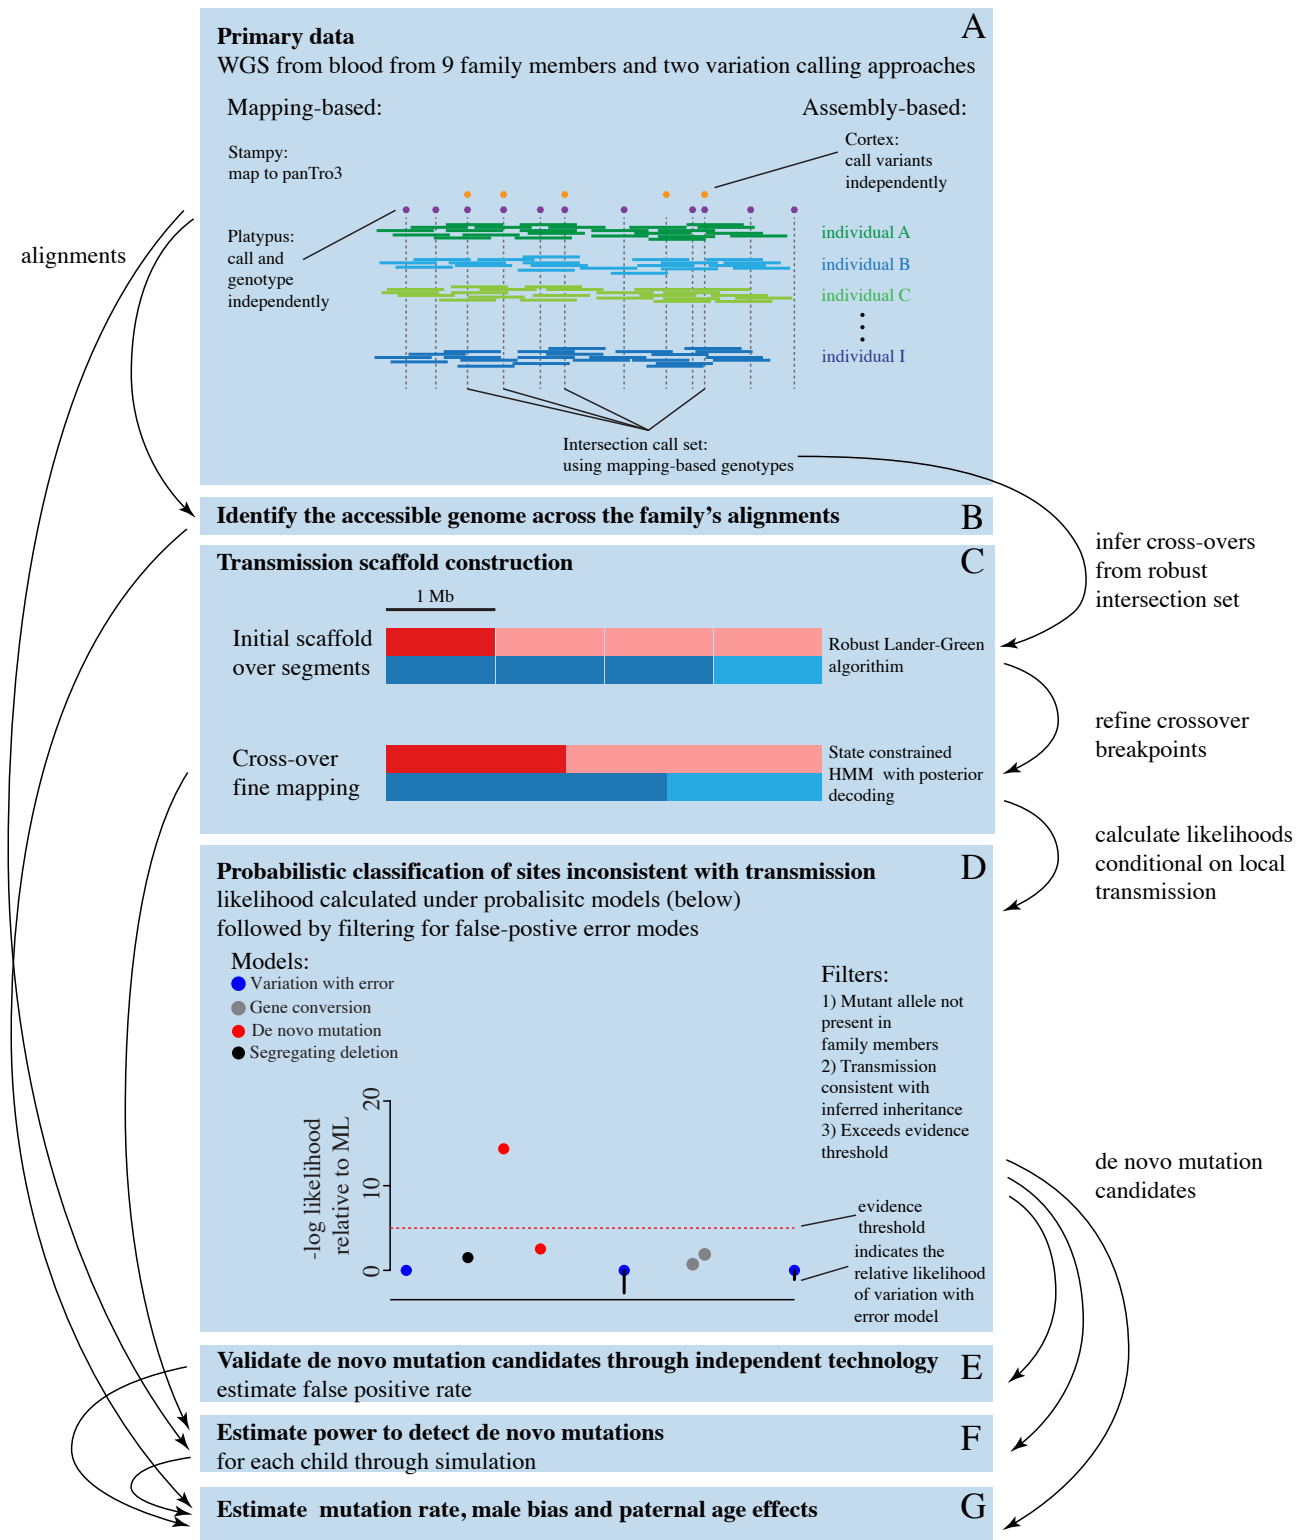 A
Primary data
WGS from blood from 9 family members and two variation calling approaches
Mapping-based:
Assembly-based:
Stampy:
map to panTro3
Cortex:
call variants
independently
Platypus:
call and
genotype
independently
individual A
individual B
individual C
individual I
Intersection call set:
using mapping-based genotypes
alignments
Identify the accessible genome across the family's alignments
B
infer cross-overs
from robust
intersection set
Transmission scaffold construction
C
1 Mb
Initial scaffold
over segments
Robust Lander-Green
algorithim
refine crossover
breakpoints
Cross-over
fine mapping
State constrained
HMM with posterior
decoding
calculate likelihoods
conditional on local
transmission
Probabilistic classification of sites inconsistent with transmission
D
likelihood calculated under probalisitc models (below)
followed by filtering for false-postive error modes
Models:
Variation with error
Gene conversion
De novo mutation
Segregating deletion
Filters:
1) Mutant allele not
present in
family members
2) Transmission
consistent with
inferred inheritance
3) Exceeds evidence
threshold
de novo mutation
candidates
-log likelihood
relative to ML
20
10
0
evidence
threshold
indicates the
relative likelihood
of variation with
error model
Validate de novo mutation candidates through independent technology
E
estimate false positive rate
Estimate power to detect de novo mutations
F
for each child through simulation
Estimate mutation rate, male bias and paternal age effects
G